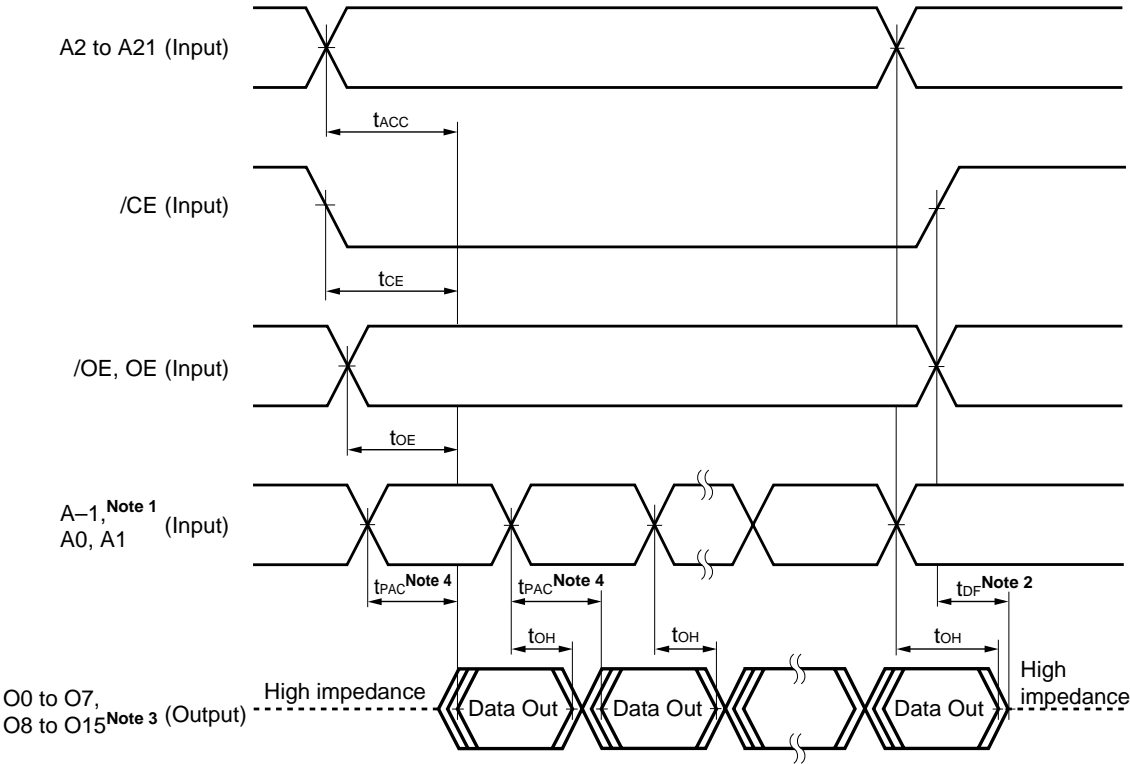 A2 to A21 (Input)
tACC
/CE (Input)
tCE
/OE, OE (Input)
tOE
A–1,Note 1
A0, A1
(Input)
tPACNote 4
tPACNote 4
tDFNote 2
tOH
tOH
tOH
O0 to O7,
O8 to O15Note 3 (Output)
High impedance
Data Out
Data Out
Data Out
High
impedance